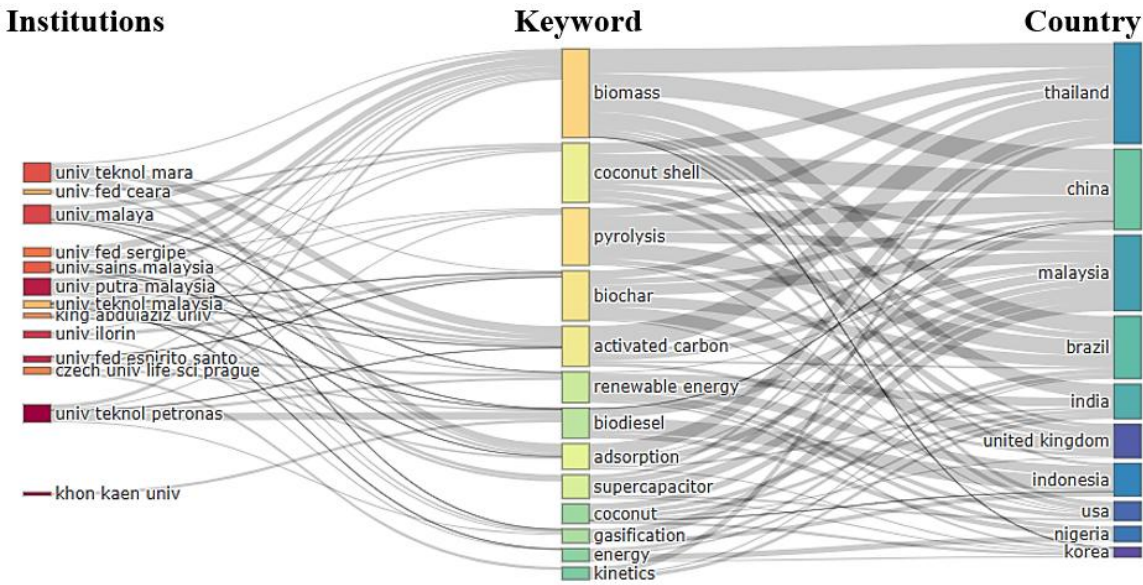 Institutions
Keyword
Country
univ teknol mara
univ fed ceara
univ malaya
univ fed sergipe
univ sains malaysia
univ putra malaysia
univ teknol malaysia
king abdulaziz univ
univ ilorin
univ fed espirito santo
czech univ life sci prague
univ teknol petronas
khon kaen univ
biomass
coconut shell
pyrolysis
biochar
activated carbon
renewable energy
biodiesel
adsorption
supercapacitor
coconut
gasification
energy
kinetics
thailand
china
malaysia
brazil
india
united kingdom
indonesia
usa
nigeria
korea